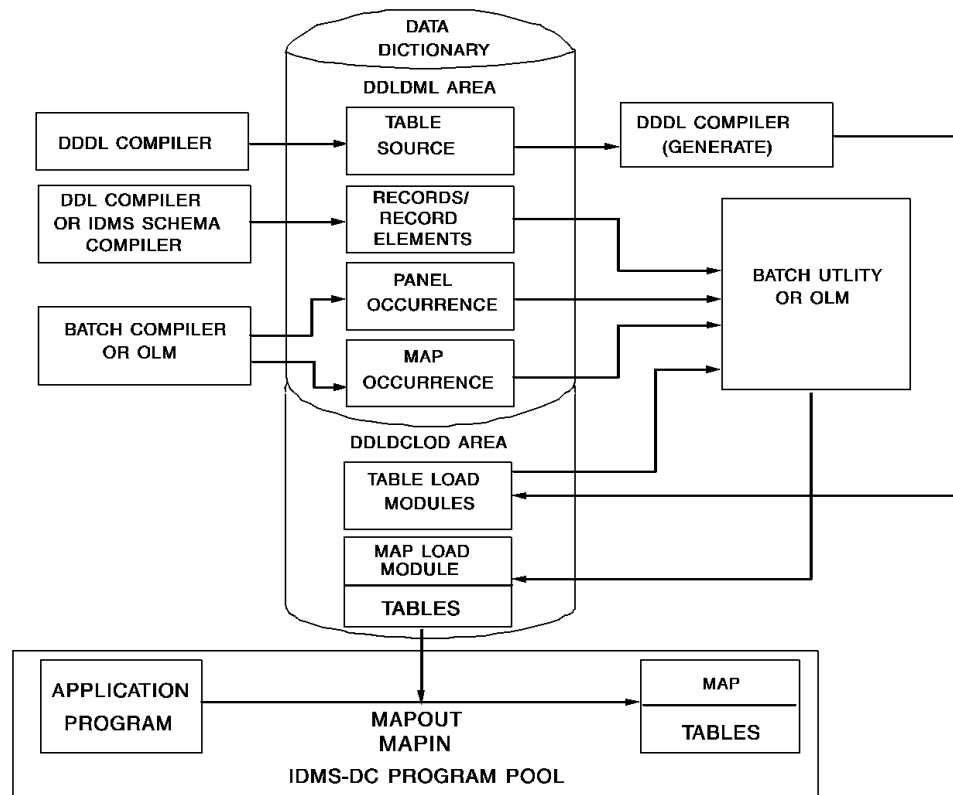 DATA
DICTIONARY
DDLDML AREA
DDDL COMPILER
TABLE
SOURCE
DDDL COMPILER
(GENERATE)
DDL COMPILER
OR IDMS SCHEMA
COMPILER
RECORDS/
RECORD
ELEMENTS
BATCH UTLITY
OR OLM
PANEL
OCCURRENCE
BATCH COMPILER
OR OLM
MAP
OCCURRENCE
DDLDCLOD AREA
TABLE LOAD
MODULES
MAP LOAD
MODULE
TABLES
APPLICATION
PROGRAM
MAPOUT
MAPIN
MAP
TABLES
IDMS-DC PROGRAM POOL